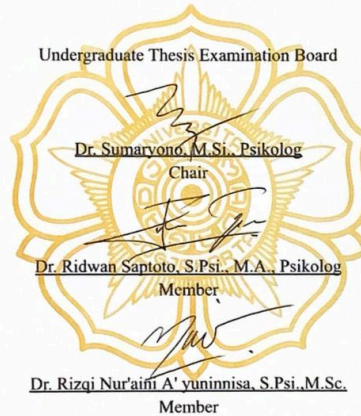 Undergraduate Thesis Examination Board
Dr. Sumaryono, M.Si., Psikolog
Chair
Dr. Ridwan Saptoto, S.Psi., M.A., Psikolog
Member
Dr. Rizqi Nur'aini A' yuninnisa, S.Psi.,M.Sc.
Member